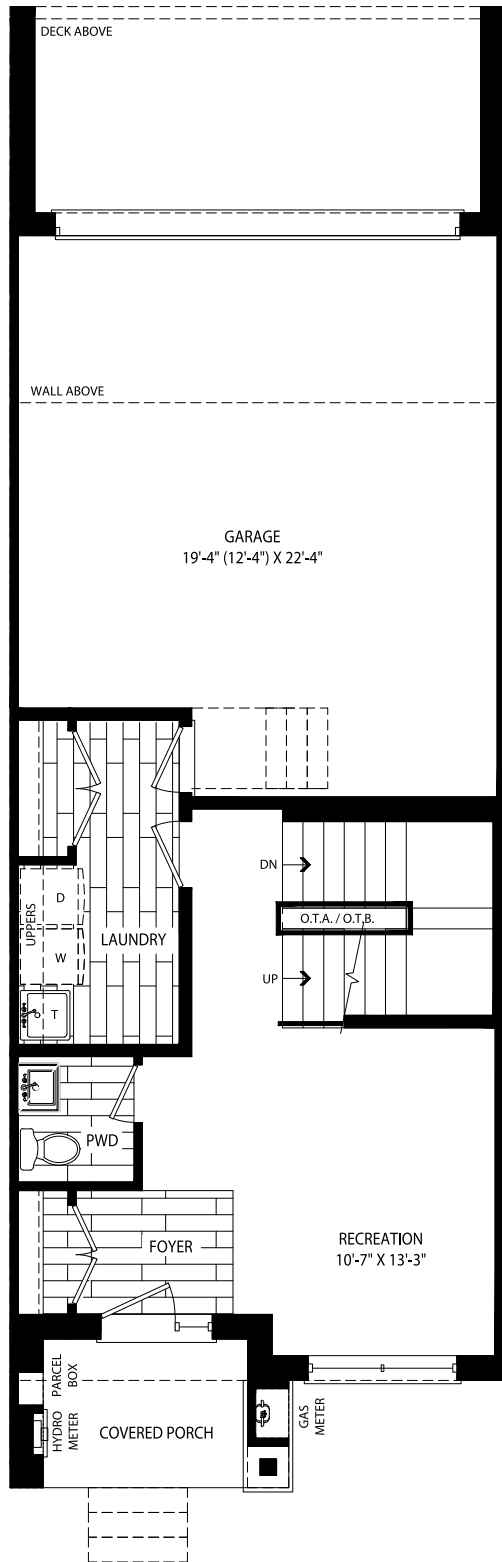 DECK ABOVE
WALL ABOVE
GARAGE
19'-4" (12'-4") X 22'-4"
DN
D
O.T.A. / O.T.B.
UPPERS
LAUNDRY
W
UP
T
PWD
RECREATION
10'-7" X 13'-3"
FOYER
PARCEL
BOX
HYDRO
METER
COVERED PORCH
GAS
METER